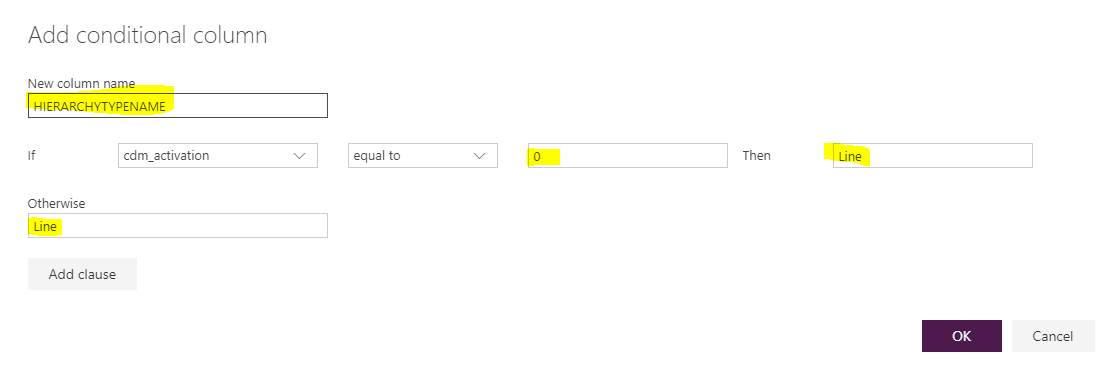 Add conditional column
New column name
HIERARCHYTYPENAME
If cdm_activation equal to 0 Then Line
Otherwise
Line
Add clause
OK Cancel